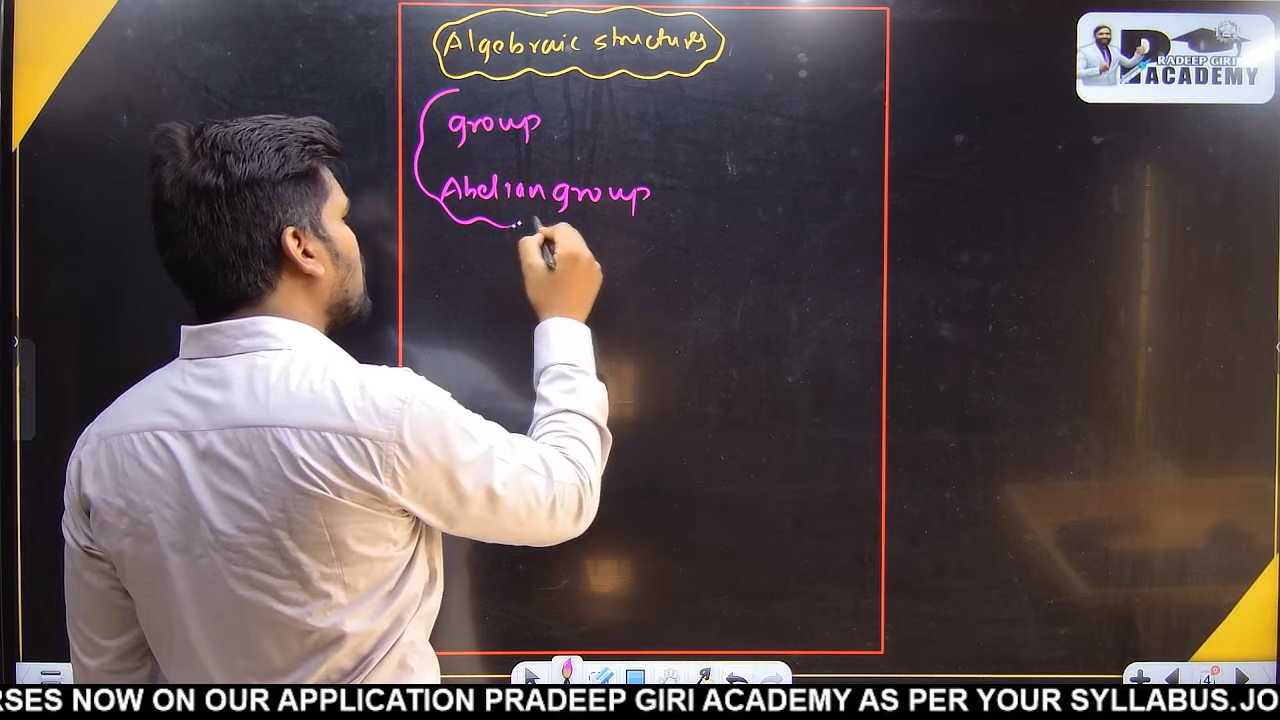 Algebraic structures
group
Abelian group
PRADEEP GIRI
ACADEMY
4
RSES NOW ON OUR APPLICATION PRADEEP GIRI ACADEMY AS PER YOUR SYLLABUS.JO